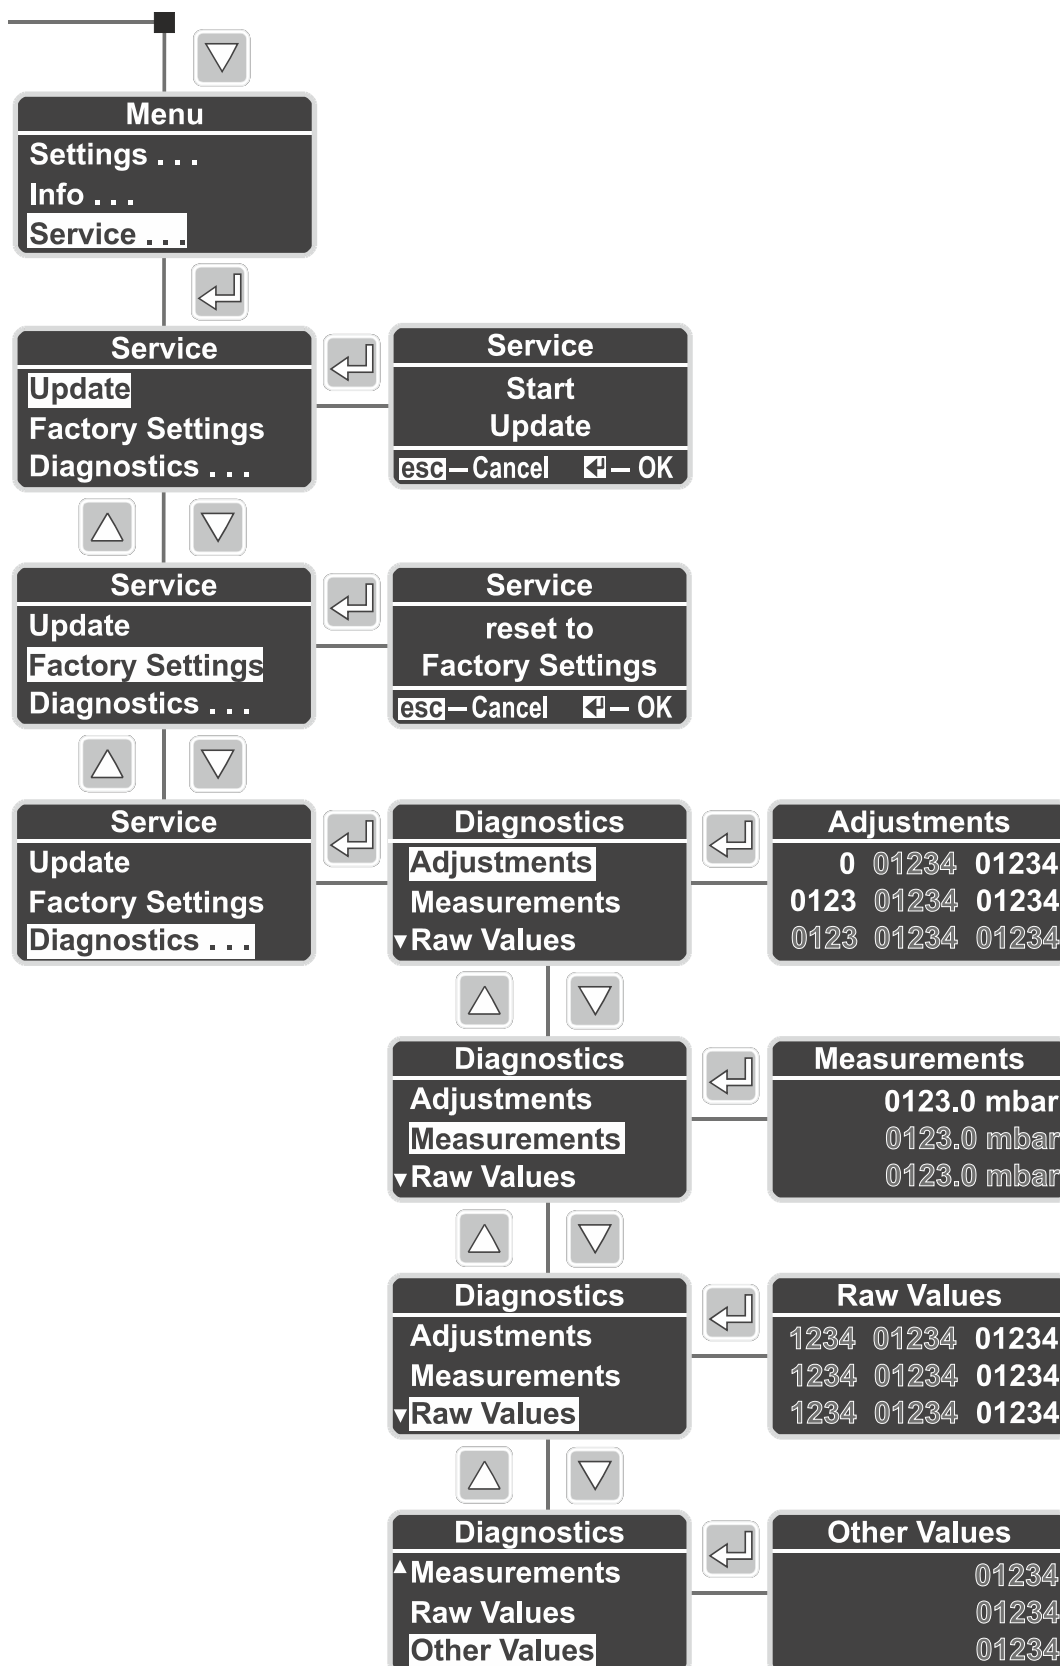 Menu
Settings . . .
Info . . .
Service . . .
Service
Update
Factory Settings
Diagnostics . . .
Service
Start
Update
esc – Cancel – OK
Service
Update
Factory Settings
Diagnostics . . .
Service
reset to
Factory Settings
esc – Cancel – OK
Service
Update
Factory Settings
Diagnostics . . .
Diagnostics
Adjustments
Measurements
▼Raw Values
Adjustments
0 01234 01234
0123 01234 01234
0123 01234 01234
Diagnostics
Adjustments
Measurements
▼Raw Values
Measurements
0123.0 mbar
0123.0 mbar
0123.0 mbar
Diagnostics
Adjustments
Measurements
▼Raw Values
Raw Values
1234 01234 01234
1234 01234 01234
1234 01234 01234
Diagnostics
▲Measurements
Raw Values
Other Values
Other Values
01234
01234
01234